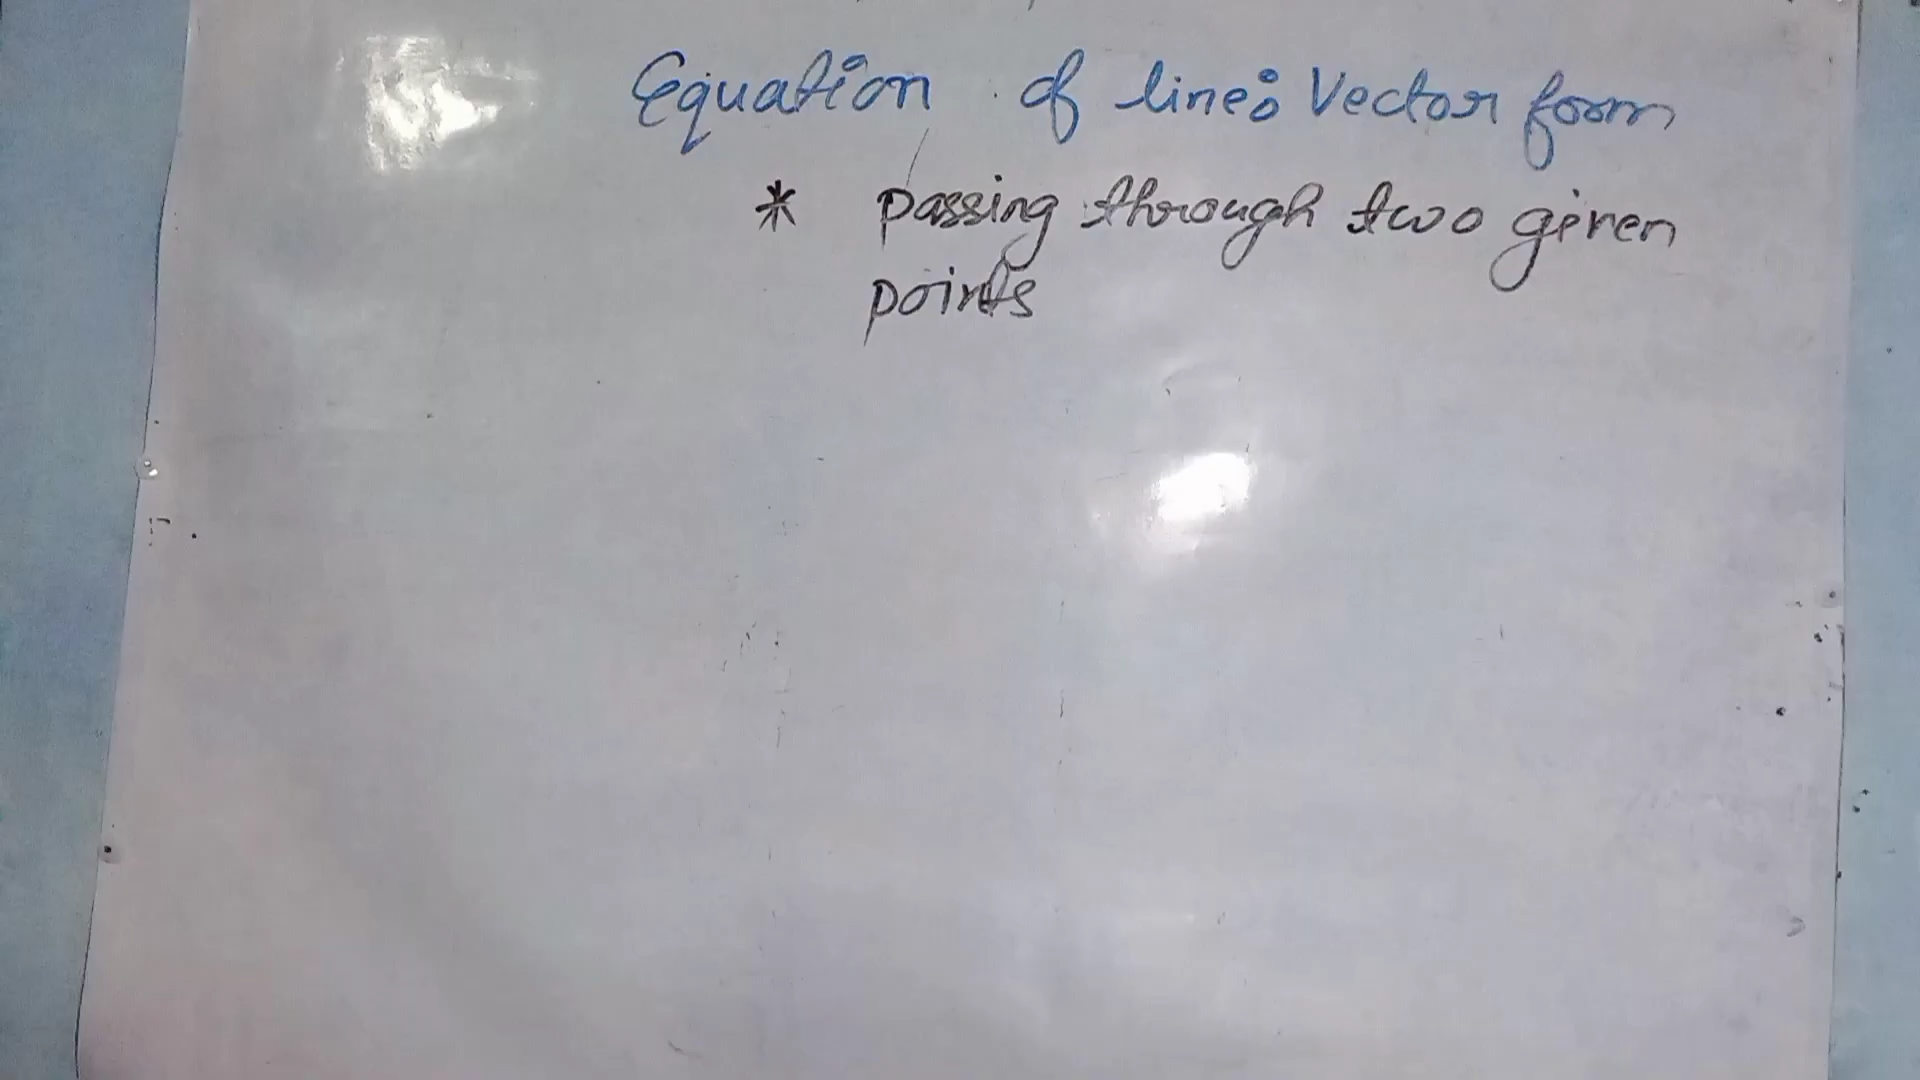 Equation of line: Vector form
* Passing through two given
points